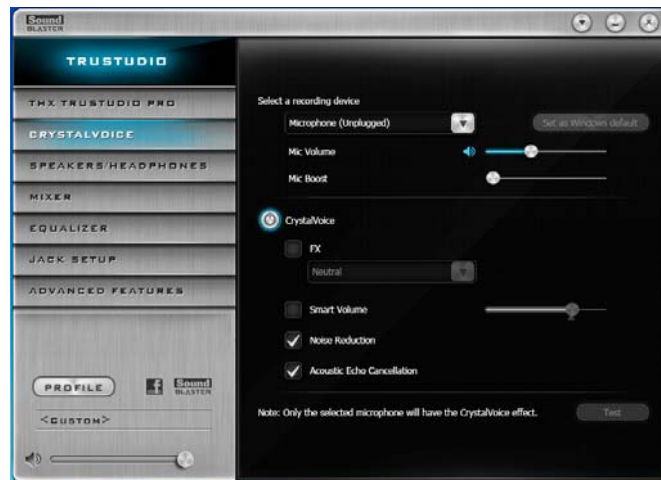 Sound
BLASTER
TRUSTUDIO
THX TRUSTUDIO PRO
CRYSTALVOICE
SPEAKERS/HEADPHONES
MIXER
EQUALIZER
JACK SETUP
ADVANCED FEATURES
PROFILE
f
Sound
BLASTER
<CUSTOM>
Select a recording device
Microphone (Unplugged)
Set as Windows default
Mic Volume
Mic Boost
CrystalVoice
FX
Neutral
Smart Volume
Noise Reduction
Acoustic Echo Cancellation
Note: Only the selected microphone will have the CrystalVoice effect.
Test